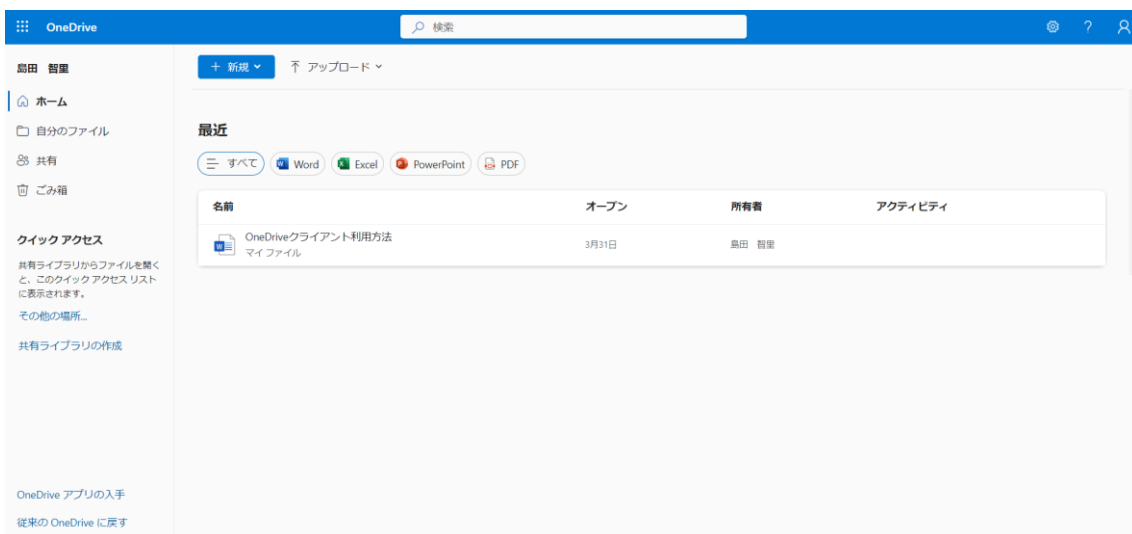 OneDrive
検索
島田 智里
ホーム
自分のファイル
共有
ごみ箱
クイック アクセス
共有ライブラリからファイルを開く
と、このクイック アクセス リスト
に表示されます。
その他の場所...
共有ライブラリの作成
OneDrive アプリの入手
従来の OneDrive に戻す
+ 新規
アップロード
最近
すべて
Word
Excel
PowerPoint
PDF
名前 オープン 所有者 アクティビティ
OneDriveクライアント利用方法 3月31日 島田 智里
マイ ファイル